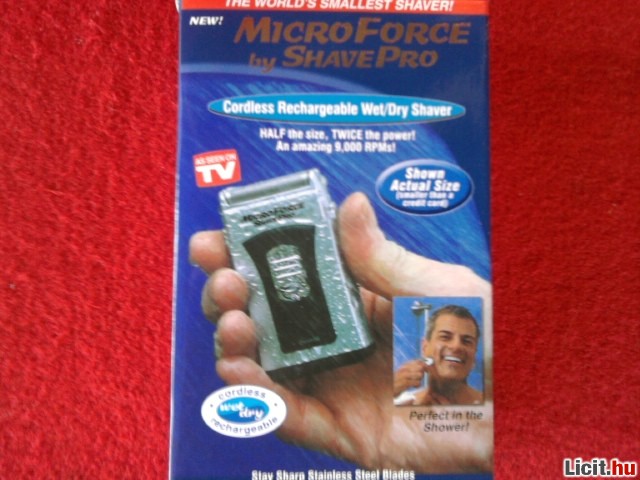 THE WORLD'S SMALLEST SHAVER!
NEW!
MICROFORCE
by SHAVEPRO
Cordless Rechargeable Wet/Dry Shaver
HALF the size, TWICE the power!
An amazing 9,000 RPMs!
AS SEEN ON
TV
Shown
Actual Size
(smaller than a
credit card)
MICROFORCE
cordless
wet dry
rechargeable
Perfect in the
Shower!
Stay Sharp Stainless Steel Blades
Licit.hu